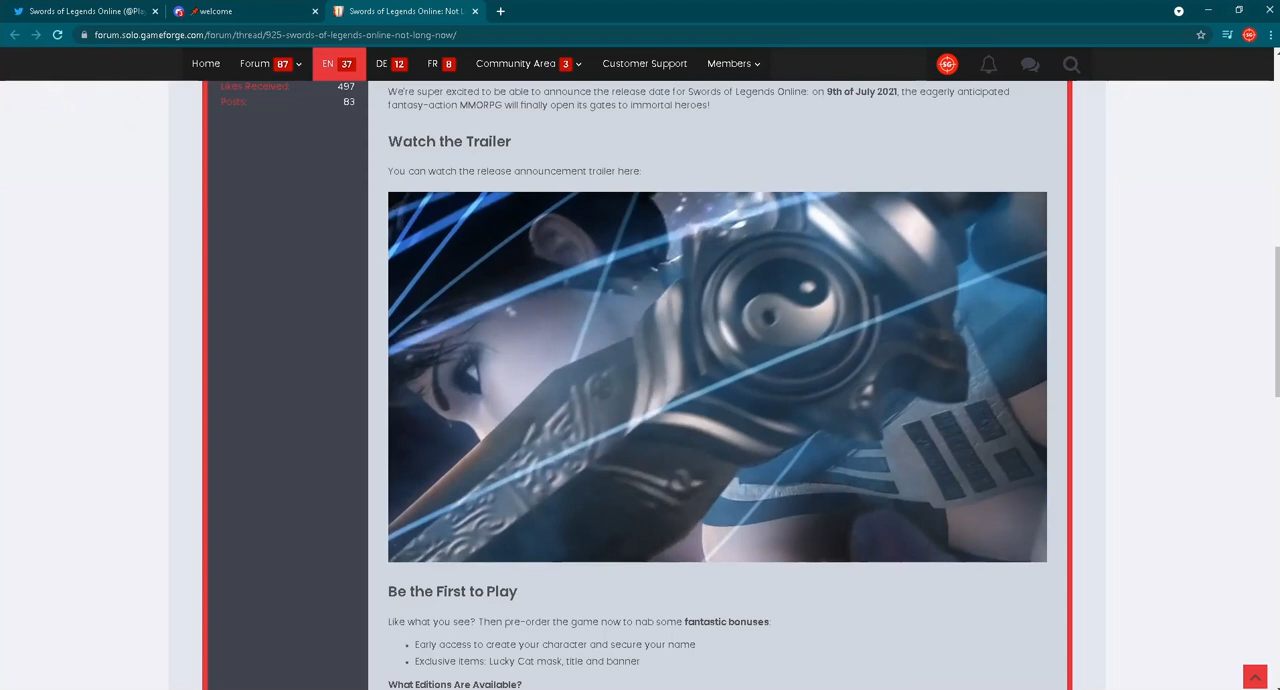 Swords of Legends Online (@Pla
welcome
Swords of Legends Online: Not L
forum.solo.gameforge.com/forum/thread/925-swords-of-legends-online-not-long-now/
Home Forum 87 EN 37 DE 12 FR 8 Community Area 3 Customer Support Members
Likes Received: 497
Posts: 83
We're super excited to be able to announce the release date for Swords of Legends Online: on 9th of July 2021, the eagerly anticipated
fantasy-action MMORPG will finally open its gates to immortal heroes!
Watch the Trailer
You can watch the release announcement trailer here:
Be the First to Play
Like what you see? Then pre-order the game now to nab some fantastic bonuses:
• Early access to create your character and secure your name
• Exclusive items: Lucky Cat mask, title and banner
What Editions Are Available?